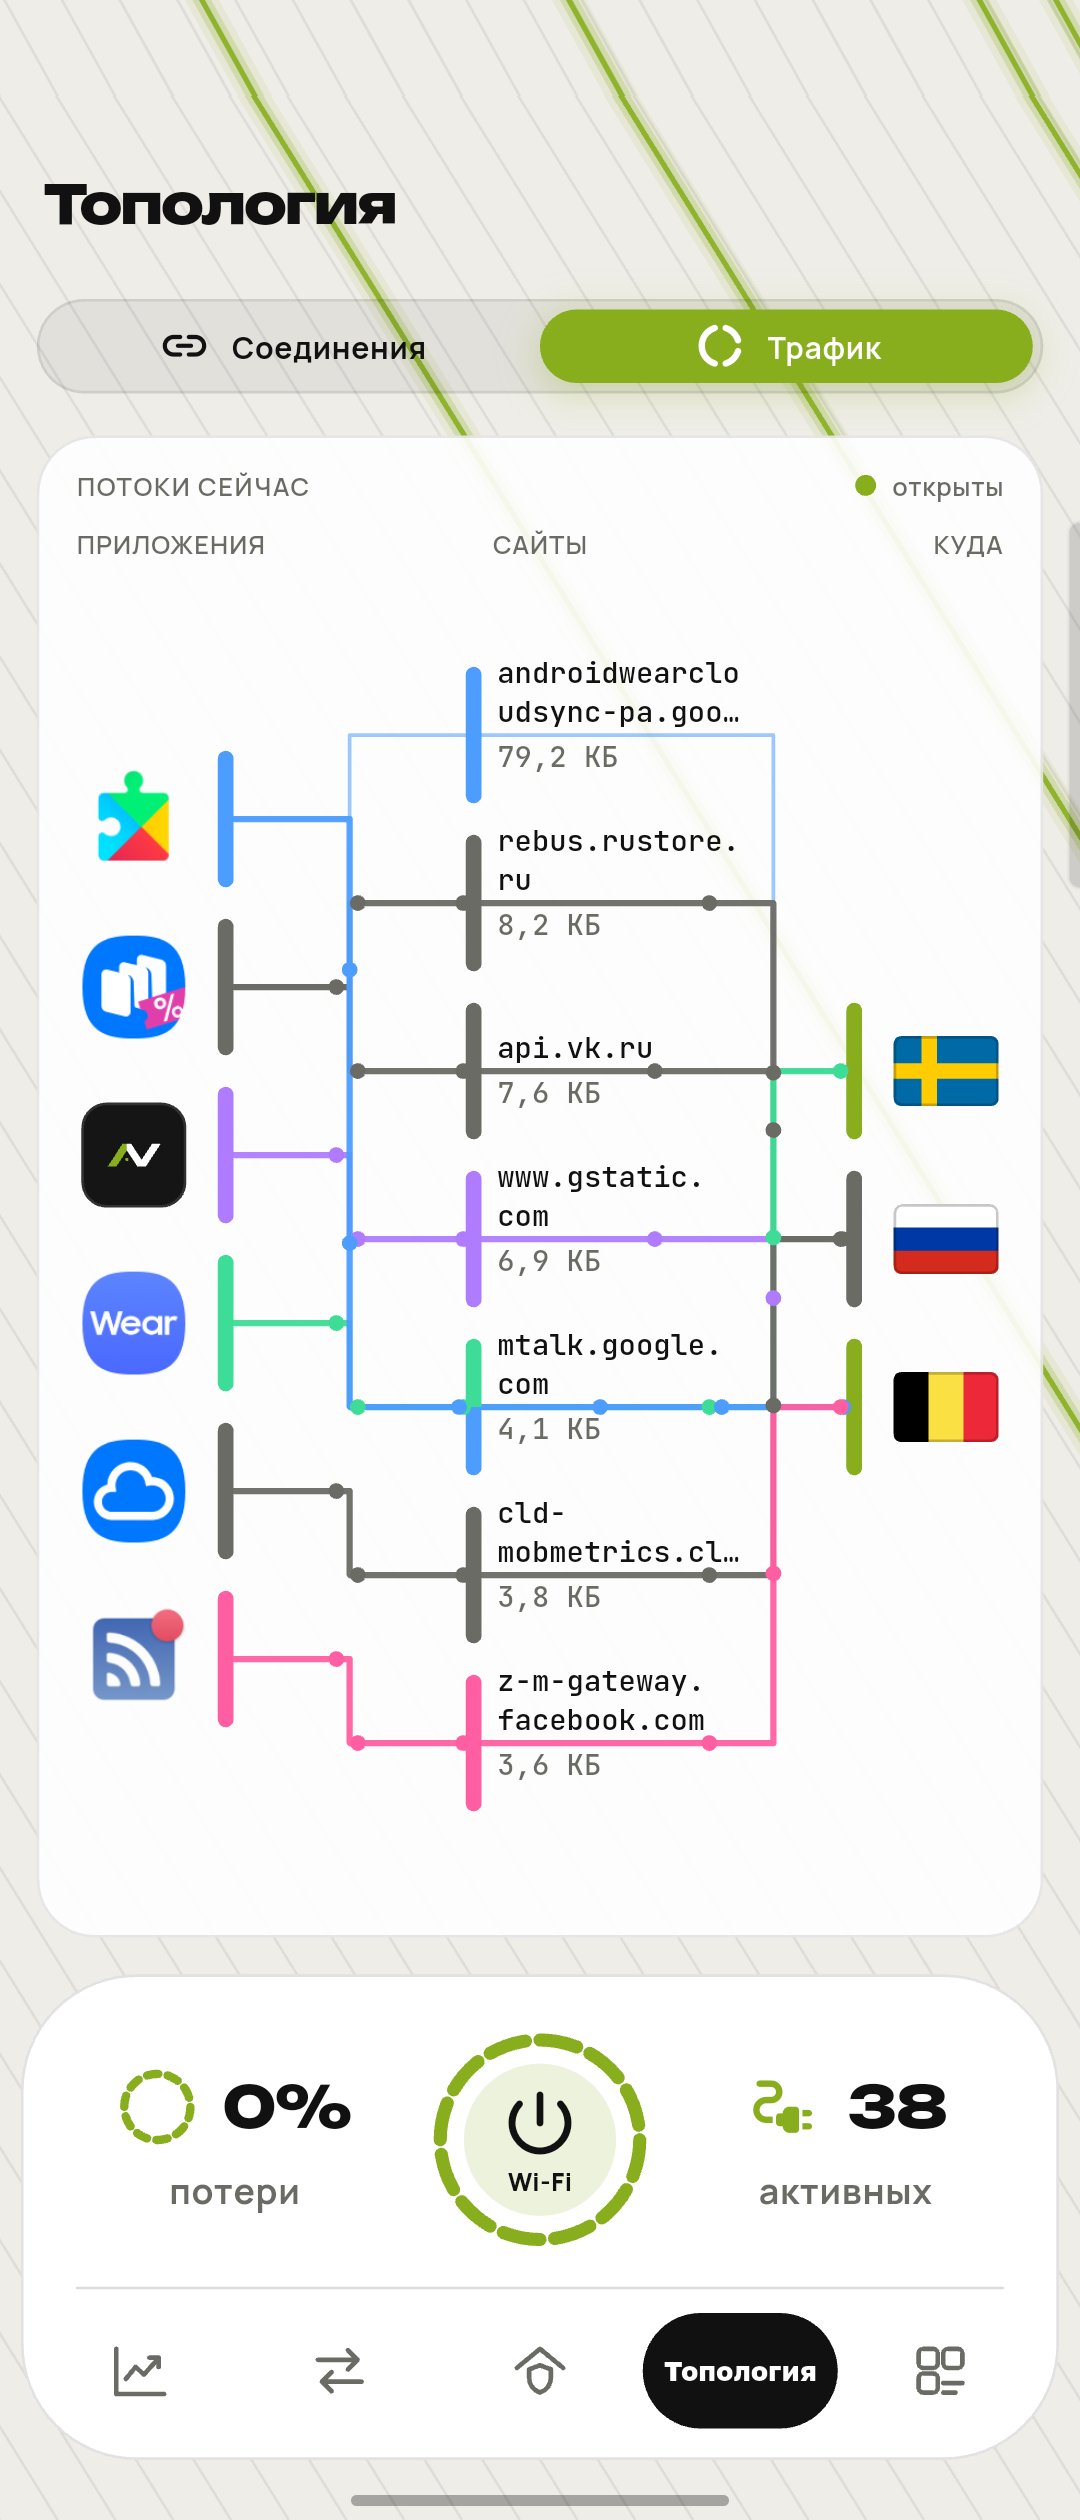 Топология
Соединения
Трафик
ПОТОКИ СЕЙЧАС
открыты
ПРИЛОЖЕНИЯ
САЙТЫ
КУДА
androidwearclo
udsync-pa.goo…
79,2 КБ
rebus.rustore.
ru
8,2 КБ
%
api.vk.ru
7,6 КБ
www.gstatic.
com
6,9 КБ
Wear
mtalk.google.
com
4,1 КБ
cld-
mobmetrics.cl…
3,8 КБ
z-m-gateway.
facebook.com
3,6 КБ
0%
потери
Wi-Fi
38
активных
Топология